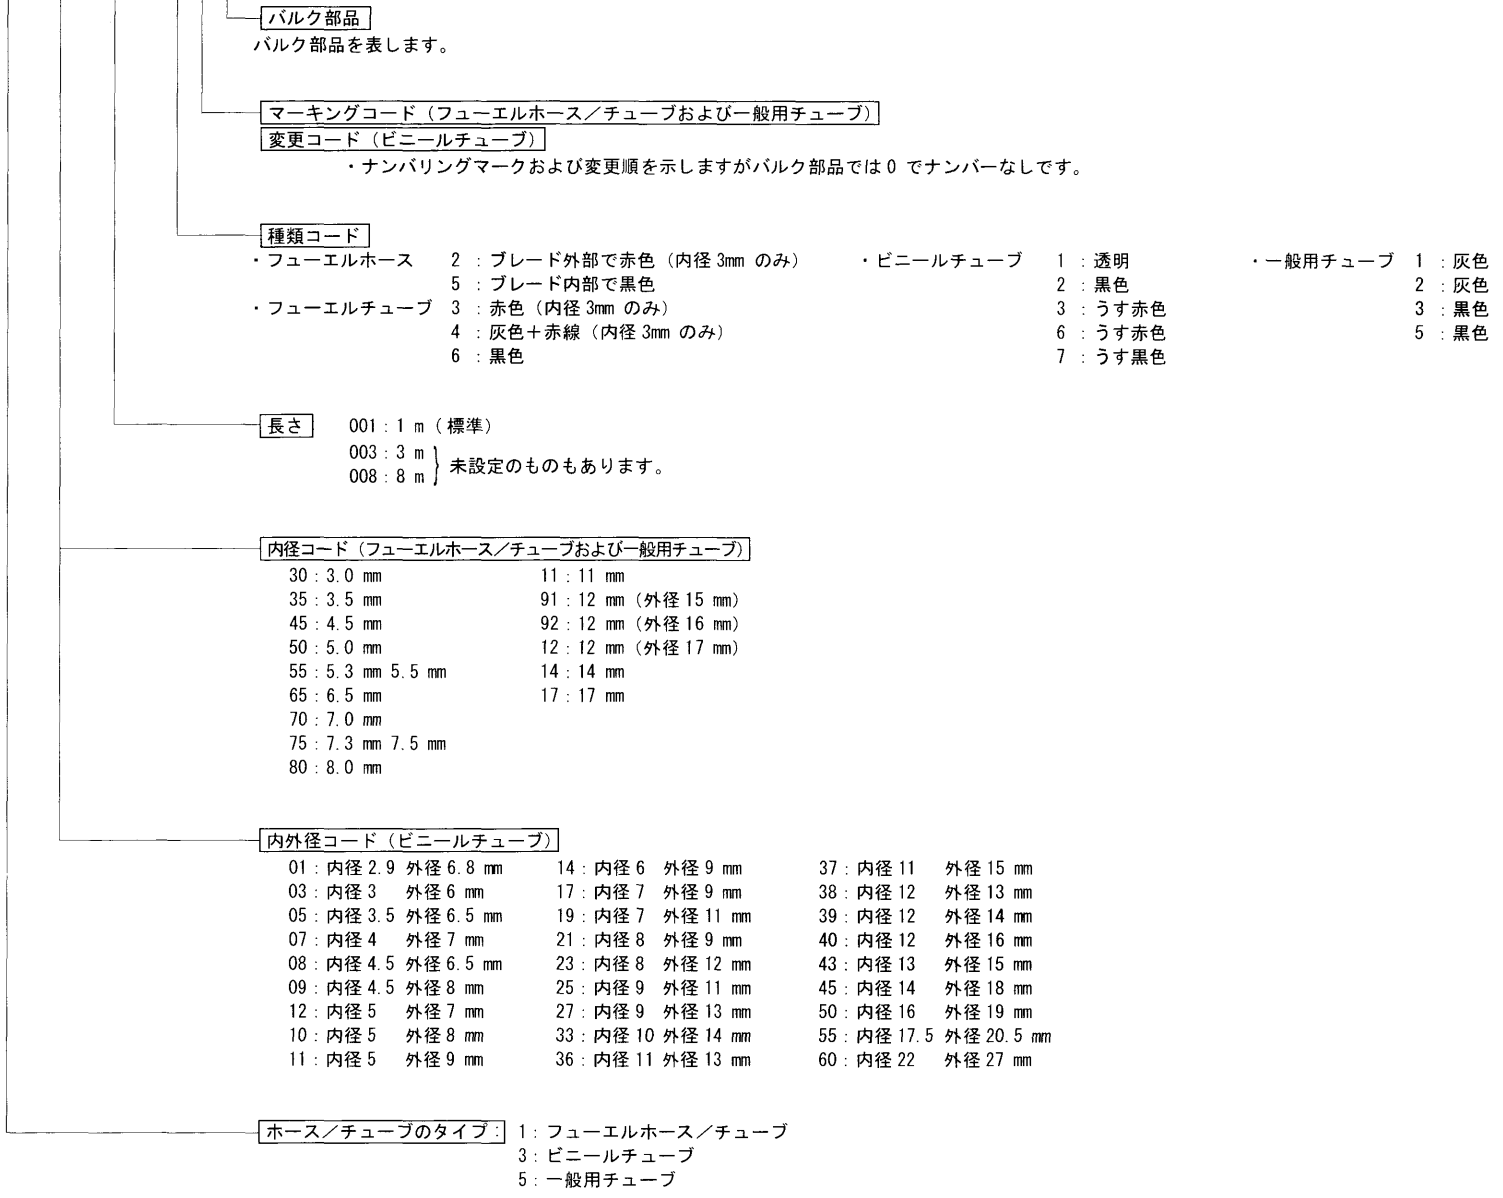 バルク部品
バルク部品を表します。
マーキングコード（フューエルホース／チューブおよび一般用チューブ）
変更コード（ビニールチューブ）
・ナンバリングマークおよび変更順を示しますがバルク部品では0 でナンバーなしです。
種類コード
・フューエルホース 2 : ブレード外部で赤色（内径3mm のみ） ・ビニールチューブ 1 : 透明 ・一般用チューブ 1 : 灰色
5 : ブレード内部で黒色 2 : 黒色 2 : 灰色
・フューエルチューブ 3 : 赤色（内径3mm のみ） 3 : うす赤色 3 : 黒色
4 : 灰色＋赤線（内径3mm のみ） 6 : うす赤色 5 : 黒色
6 : 黒色 7 : うす黒色
長さ 001 : 1 m（標準）
003 : 3 m
008 : 8 m
未設定のものもあります。
内径コード（フューエルホース／チューブおよび一般用チューブ）
30 : 3.0 mm 11 : 11 mm
35 : 3.5 mm 91 : 12 mm（外径15 mm）
45 : 4.5 mm 92 : 12 mm（外径16 mm）
50 : 5.0 mm 12 : 12 mm（外径17 mm）
55 : 5.3 mm 5.5 mm 14 : 14 mm
65 : 6.5 mm 17 : 17 mm
70 : 7.0 mm
75 : 7.3 mm 7.5 mm
80 : 8.0 mm
内外径コード（ビニールチューブ）
01 : 内径2.9 外径6.8 mm 14 : 内径6 外径9 mm 37 : 内径11 外径15 mm
03 : 内径3 外径6 mm 17 : 内径7 外径9 mm 38 : 内径12 外径13 mm
05 : 内径3.5 外径6.5 mm 19 : 内径7 外径11 mm 39 : 内径12 外径14 mm
07 : 内径4 外径7 mm 21 : 内径8 外径9 mm 40 : 内径12 外径16 mm
08 : 内径4.5 外径6.5 mm 23 : 内径8 外径12 mm 43 : 内径13 外径15 mm
09 : 内径4.5 外径8 mm 25 : 内径9 外径11 mm 45 : 内径14 外径18 mm
12 : 内径5 外径7 mm 27 : 内径9 外径13 mm 50 : 内径16 外径19 mm
10 : 内径5 外径8 mm 33 : 内径10 外径14 mm 55 : 内径17.5 外径20.5 mm
11 : 内径5 外径9 mm 36 : 内径11 外径13 mm 60 : 内径22 外径27 mm
ホース／チューブのタイプ : 1 : フューエルホース／チューブ
3 : ビニールチューブ
5 : 一般用チューブ